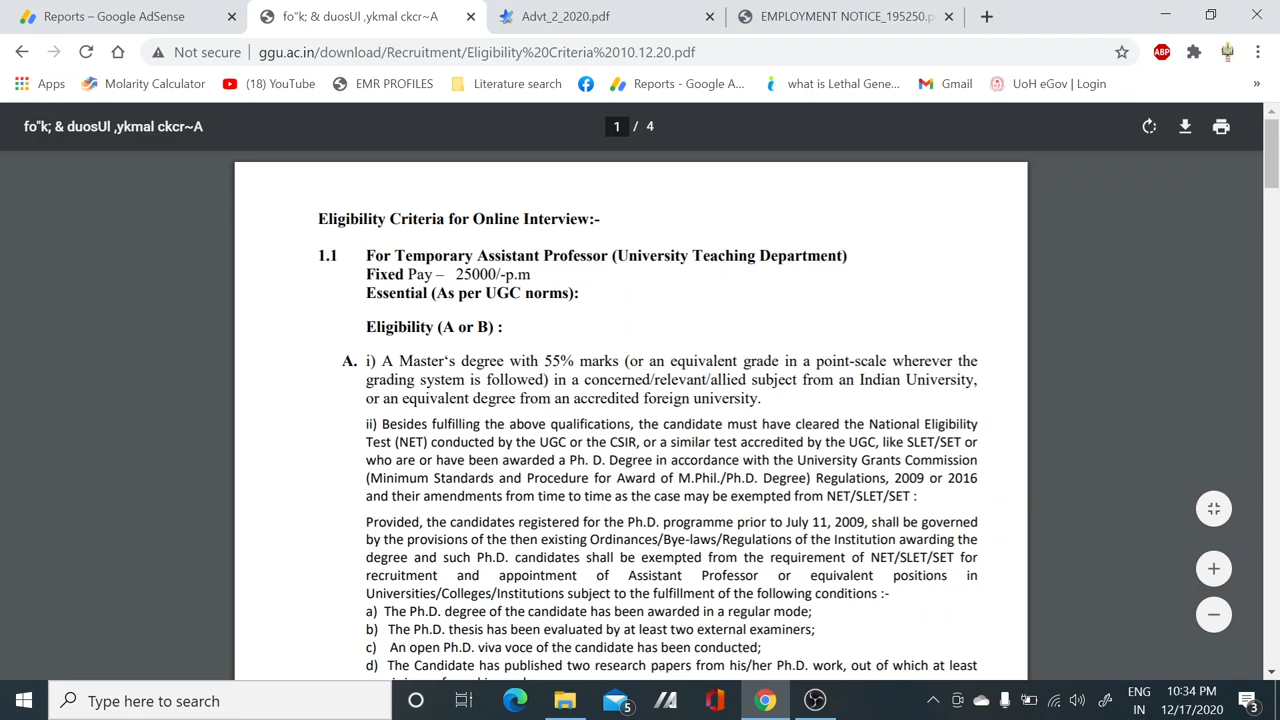 Reports – Google AdSense
fo"k; & duosUl ,ykmal ckcr~A
Advt_2_2020.pdf
EMPLOYMENT NOTICE_195250.p
Not secure
ggu.ac.in/download/Recruitment/Eligibility%20Criteria%2010.12.20.pdf
ABP
Apps
Molarity Calculator
(18) YouTube
EMR PROFILES
Literature search
Reports - Google A...
what is Lethal Gene...
Gmail
UoH eGov | Login
»
fo"k; & duosUl ,ykmal ckcr~A
1 / 4
Eligibility Criteria for Online Interview:-
1.1 For Temporary Assistant Professor (University Teaching Department)
Fixed Pay – 25000/-p.m
Essential (As per UGC norms):
Eligibility (A or B) :
A. i) A Master‘s degree with 55% marks (or an equivalent grade in a point-scale wherever the
grading system is followed) in a concerned/relevant/allied subject from an Indian University,
or an equivalent degree from an accredited foreign university.
ii) Besides fulfilling the above qualifications, the candidate must have cleared the National Eligibility
Test (NET) conducted by the UGC or the CSIR, or a similar test accredited by the UGC, like SLET/SET or
who are or have been awarded a Ph. D. Degree in accordance with the University Grants Commission
(Minimum Standards and Procedure for Award of M.Phil./Ph.D. Degree) Regulations, 2009 or 2016
and their amendments from time to time as the case may be exempted from NET/SLET/SET :
Provided, the candidates registered for the Ph.D. programme prior to July 11, 2009, shall be governed
by the provisions of the then existing Ordinances/Bye-laws/Regulations of the Institution awarding the
degree and such Ph.D. candidates shall be exempted from the requirement of NET/SLET/SET for
recruitment and appointment of Assistant Professor or equivalent positions in
Universities/Colleges/Institutions subject to the fulfillment of the following conditions :-
a) The Ph.D. degree of the candidate has been awarded in a regular mode;
b) The Ph.D. thesis has been evaluated by at least two external examiners;
c) An open Ph.D. viva voce of the candidate has been conducted;
d) The Candidate has published two research papers from his/her Ph.D. work, out of which at least
Type here to search
5
ENG
IN
10:34 PM
12/17/2020
3